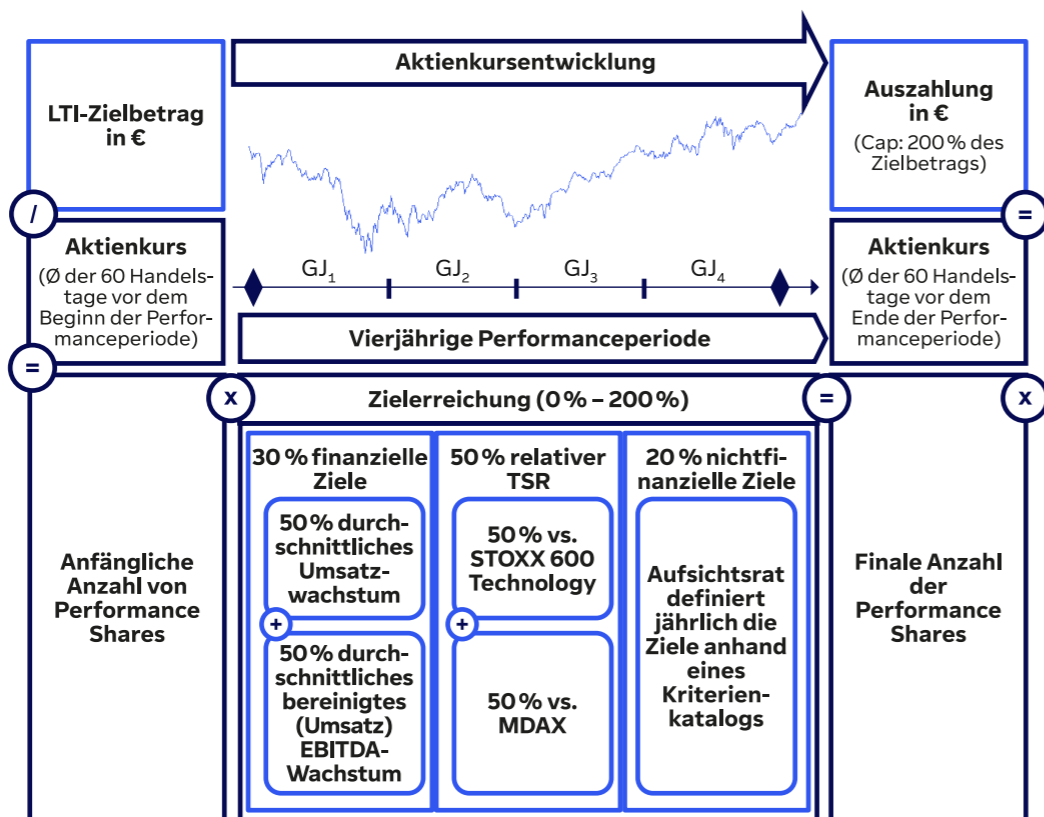 Aktienkursentwicklung
LTI-Zielbetrag
in €
Auszahlung
in €
(Cap: 200 % des
Zielbetrags)
/
=
Aktienkurs
(Ø der 60 Handels-
tage vor dem
Beginn der Perfor-
manceperiode)
GJ1
GJ2
GJ3
GJ4
Vierjährige Performanceperiode
Aktienkurs
(Ø der 60 Handels-
tage vor dem
Ende der Perfor-
manceperiode)
=
x
Zielerreichung (0 % – 200 %)
=
x
Anfängliche
Anzahl von
Performance
Shares
30 % finanzielle
Ziele
50 % durch-
schnittliches
Umsatz-
wachstum
+
50 % durch-
schnittliches
bereinigtes
(Umsatz)
EBITDA-
Wachstum
50 % relativer
TSR
50 % vs.
STOXX 600
Technology
+
50 % vs.
MDAX
20 % nichtfi-
nanzielle Ziele
Aufsichtsrat
definiert
jährlich die
Ziele anhand
eines
Kriterien-
katalogs
Finale Anzahl
der
Performance
Shares